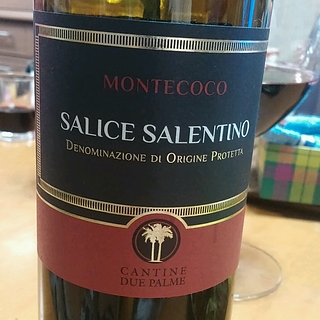 MONTECOCO
SALICE SALENTINO
DENOMINAZIONE DI ORIGINE PROTETTA
CANTINE
DUE PALME